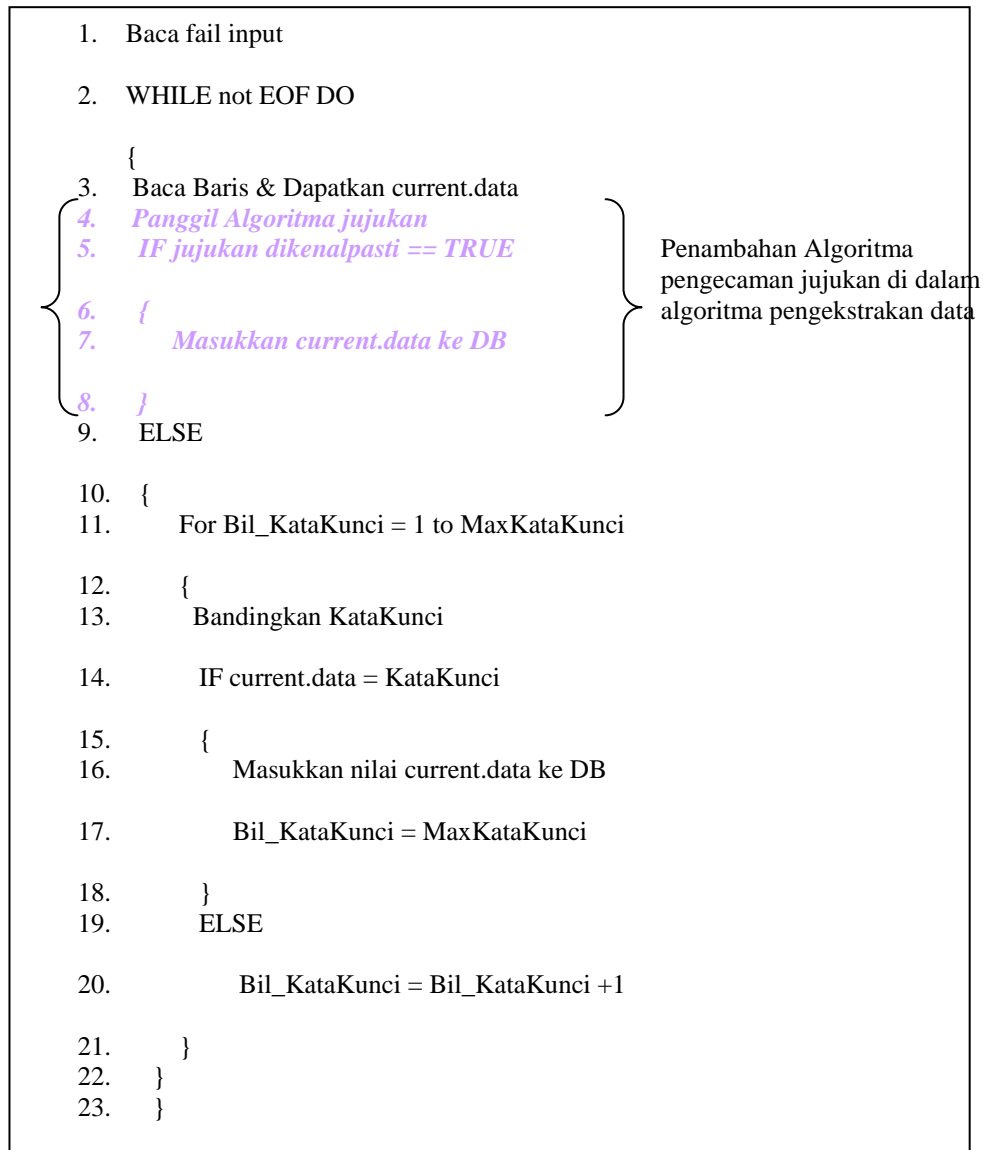 1. Baca fail input
2. WHILE not EOF DO
{
3. Baca Baris & Dapatkan current.data
4. Panggil Algoritma jujukan
5. IF jujukan dikenalpasti == TRUE
6. {
7. Masukkan current.data ke DB
8. }
Penambahan Algoritma
pengecaman jujukan di dalam
algoritma pengekstrakan data
9. ELSE
10. {
11. For Bil_KataKunci = 1 to MaxKataKunci
12. {
13. Bandingkan KataKunci
14. IF current.data = KataKunci
15. {
16. Masukkan nilai current.data ke DB
17. Bil_KataKunci = MaxKataKunci
18. }
19. ELSE
20. Bil_KataKunci = Bil_KataKunci +1
21. }
22. }
23. }